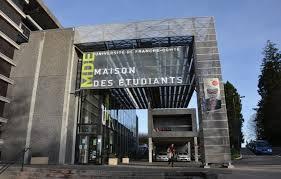 MDE
UNIVERSITÉ DE FRANCHE-COMTÉ
MAISON
DES ÉTUDIANTS